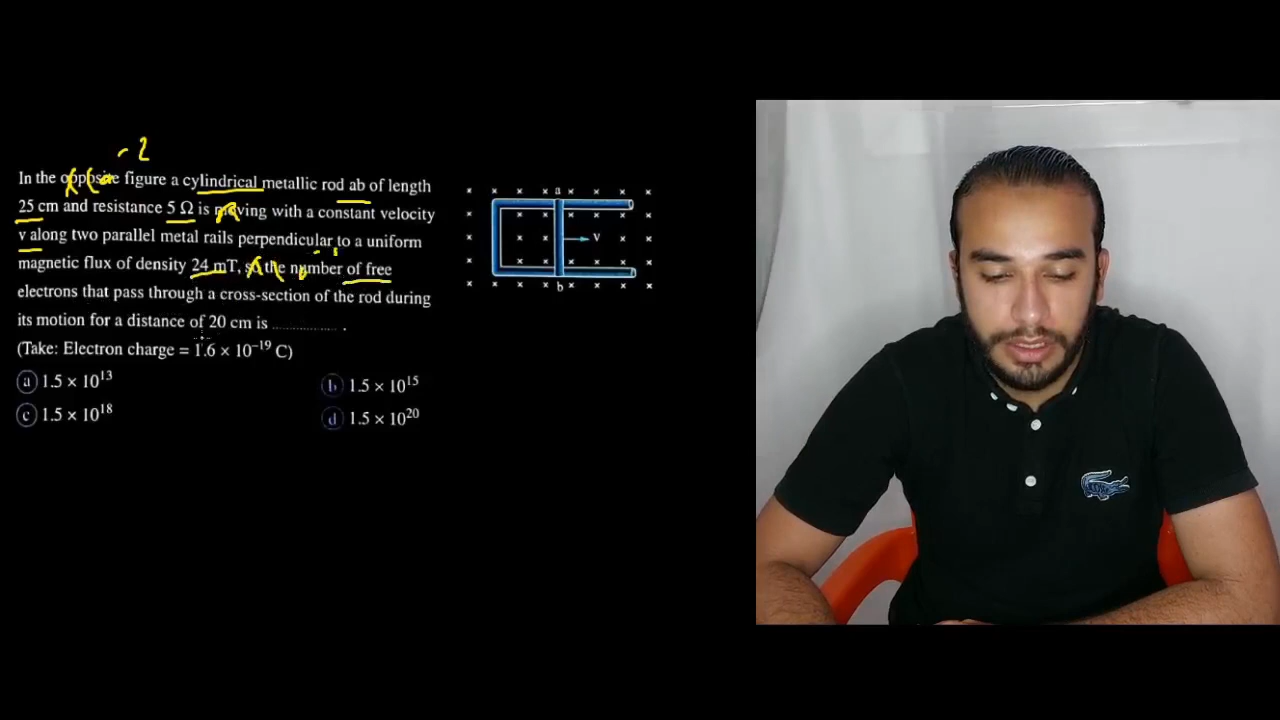 In the opposite figure a cylindrical metallic rod ab of length
25 cm and resistance 5 Ω is moving with a constant velocity
v along two parallel metal rails perpendicular to a uniform
magnetic flux of density 24 mT, so the number of free
electrons that pass through a cross-section of the rod during
its motion for a distance of 20 cm is .................. .
(Take: Electron charge = 1.6 × 10⁻¹⁹ C)
a 1.5 × 10¹³
b 1.5 × 10¹⁵
c 1.5 × 10¹⁸
d 1.5 × 10²⁰
a
v
b